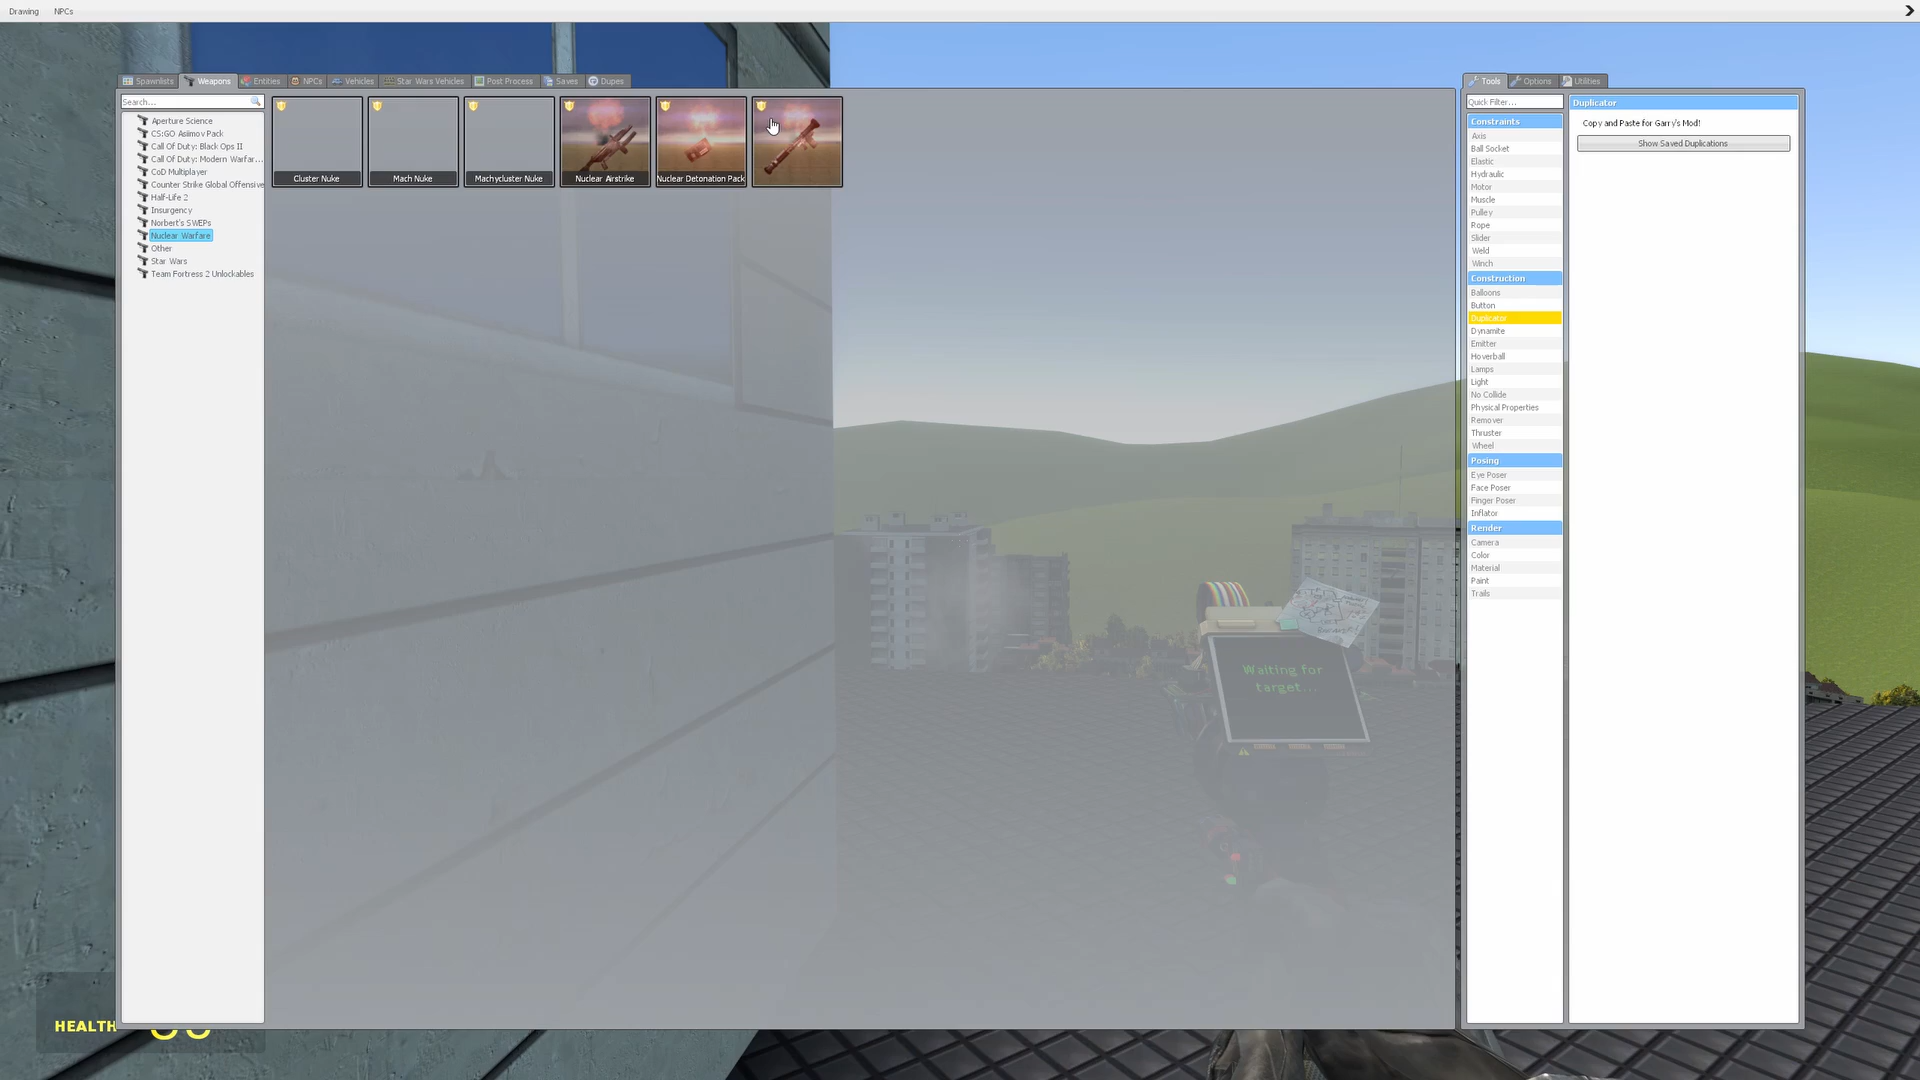 Drawing NPCs
Spawnlists Weapons Entities NPCs Vehicles Star Wars Vehicles Post Process Saves Dupes
Search...
Aperture Science
CS:GO Asiimov Pack
Call Of Duty: Black Ops II
Call Of Duty: Modern Warfar...
CoD Multiplayer
Counter Strike Global Offensive
Half-Life 2
Insurgency
Norbert's SWEPs
Nuclear Warfare
Other
Star Wars
Team Fortress 2 Unlockables
Cluster Nuke Mach Nuke Machycluster Nuke Nuclear Airstrike Nuclear Detonation Pack
Waiting for
target...
HEALTH
Tools Options Utilities
Quick Filter...
Constraints
Axis
Ball Socket
Elastic
Hydraulic
Motor
Muscle
Pulley
Rope
Slider
Weld
Winch
Construction
Balloons
Button
Duplicator
Dynamite
Emitter
Hoverball
Lamps
Light
No Collide
Physical Properties
Remover
Thruster
Wheel
Posing
Eye Poser
Face Poser
Finger Poser
Inflator
Render
Camera
Color
Material
Paint
Trails
Duplicator
Copy and Paste for Garry's Mod!
Show Saved Duplications